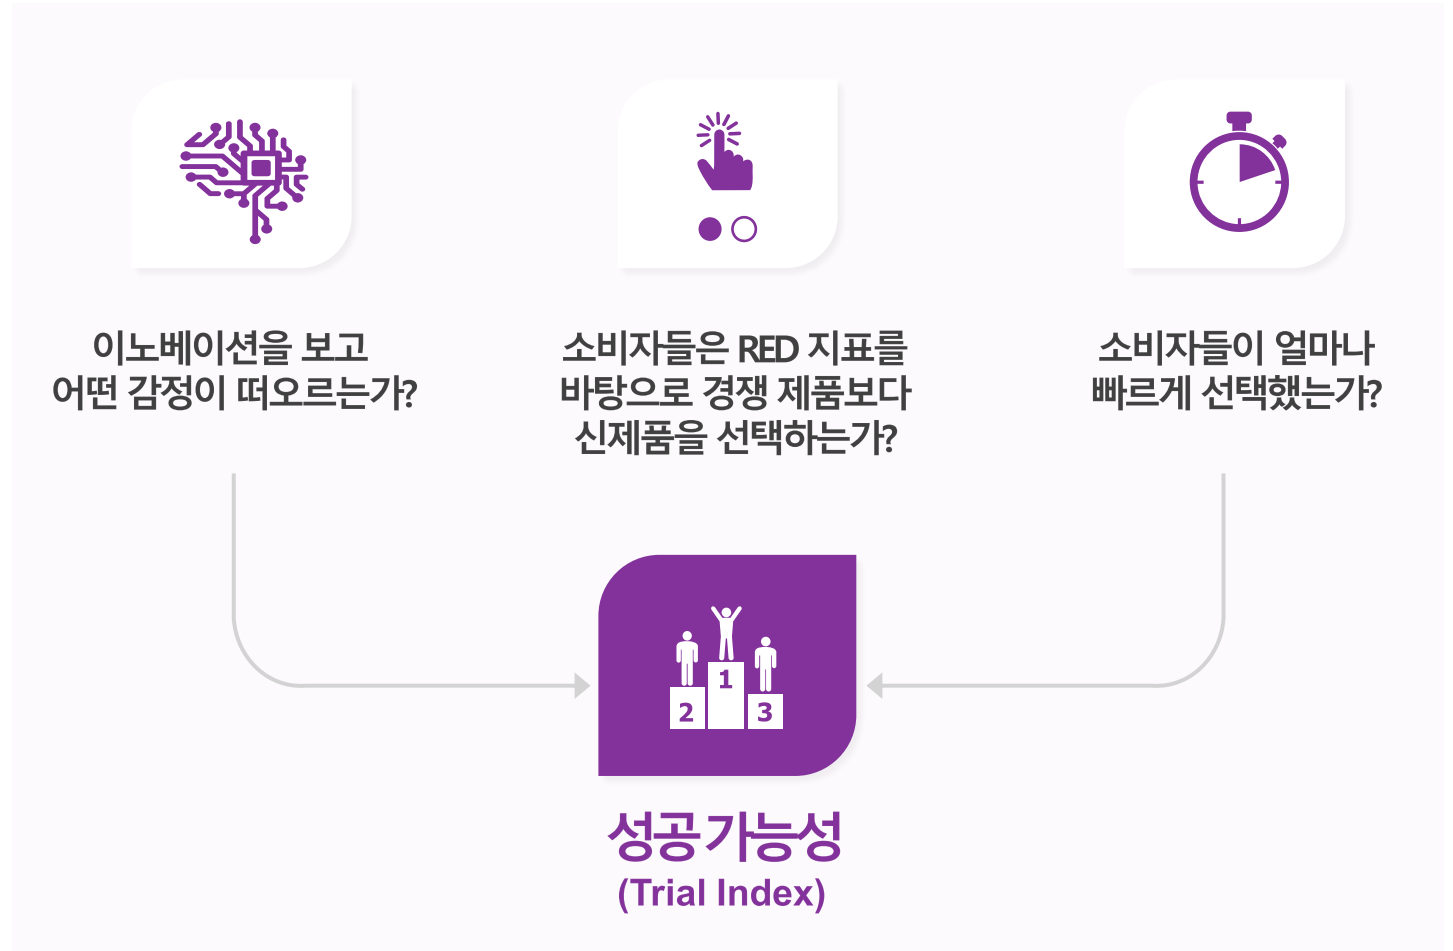 이노베이션을 보고
어떤 감정이 떠오르는가?
소비자들은 RED 지표를
바탕으로 경쟁 제품보다
신제품을 선택하는가?
소비자들이 얼마나
빠르게 선택했는가?
1
2
3
성공 가능성
(Trial Index)